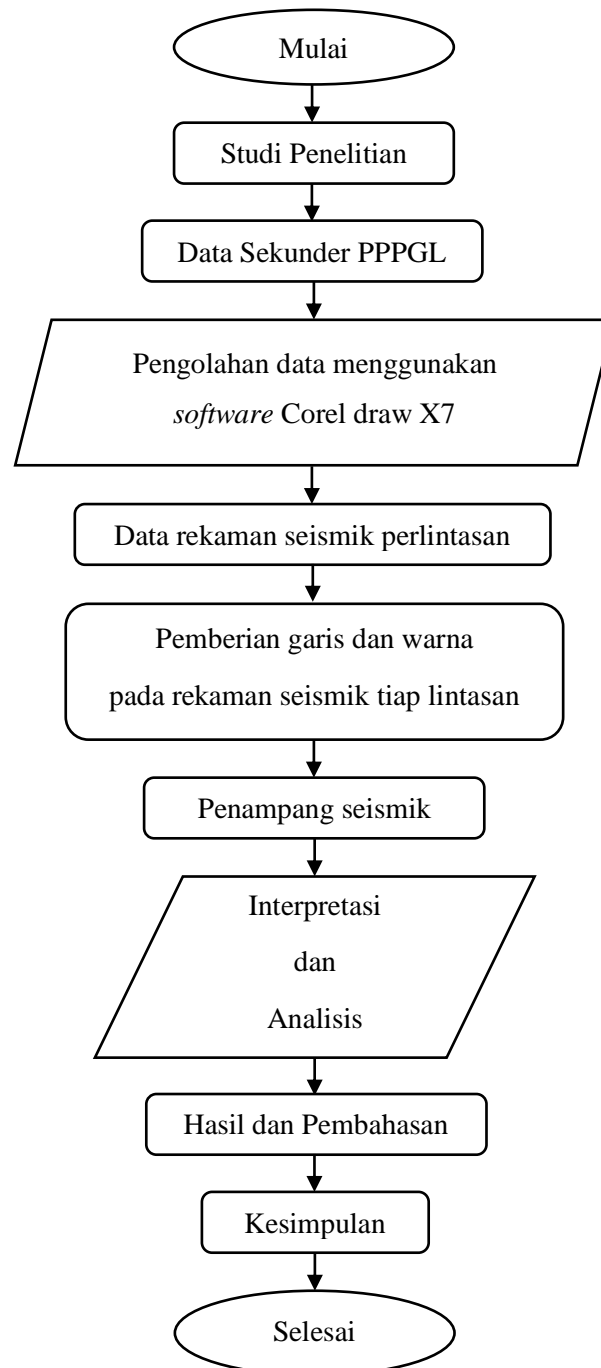 Mulai
Studi Penelitian
Data Sekunder PPPGL
Pengolahan data menggunakan
software Corel draw X7
Data rekaman seismik perlintasan
Pemberian garis dan warna
pada rekaman seismik tiap lintasan
Penampang seismik
Interpretasi
dan
Analisis
Hasil dan Pembahasan
Kesimpulan
Selesai